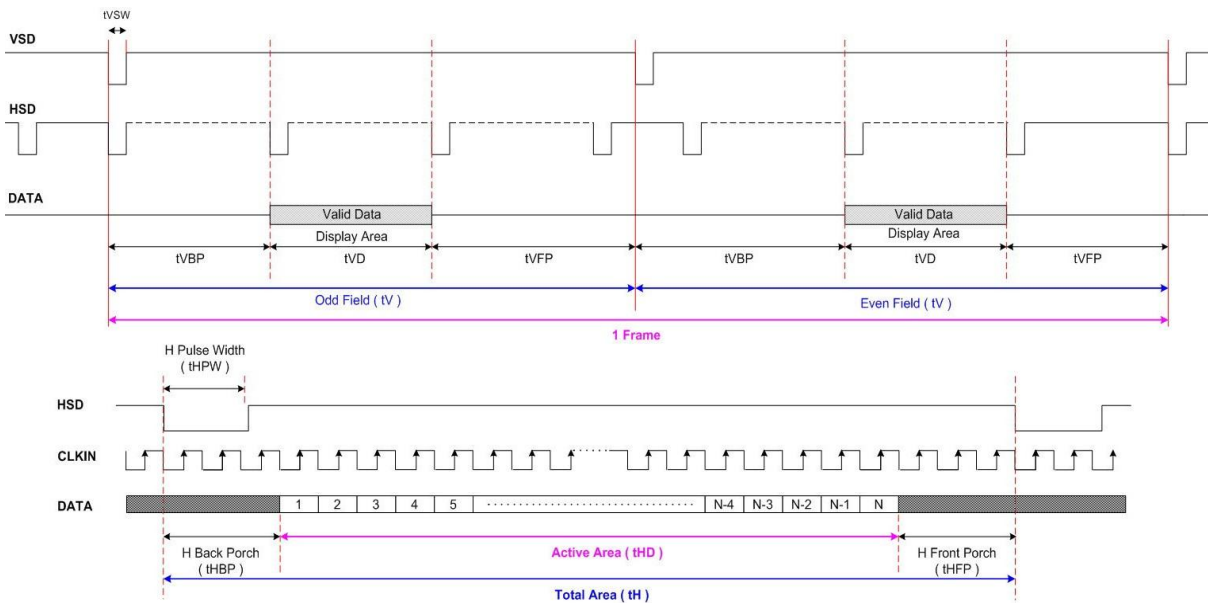 tVSW
VSD
HSD
DATA
Valid Data
Valid Data
Display Area
Display Area
tVBP
tVD
tVFP
tVBP
tVD
tVFP
Odd Field ( tV )
Even Field ( tV )
1 Frame
H Pulse Width
( tHPW )
HSD
CLKIN
DATA
1 2 3 4 5 N-4 N-3 N-2 N-1 N
H Back Porch
( tHBP )
Active Area ( tHD )
H Front Porch
( tHFP )
Total Area ( tH )